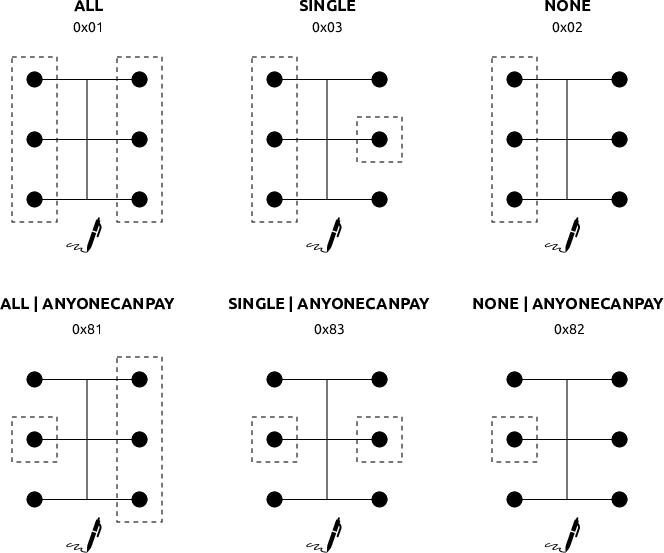 ALL
0x01
SINGLE
0x03
NONE
0x02
ALL | ANYONECANPAY
0x81
SINGLE | ANYONECANPAY
0x83
NONE | ANYONECANPAY
0x82